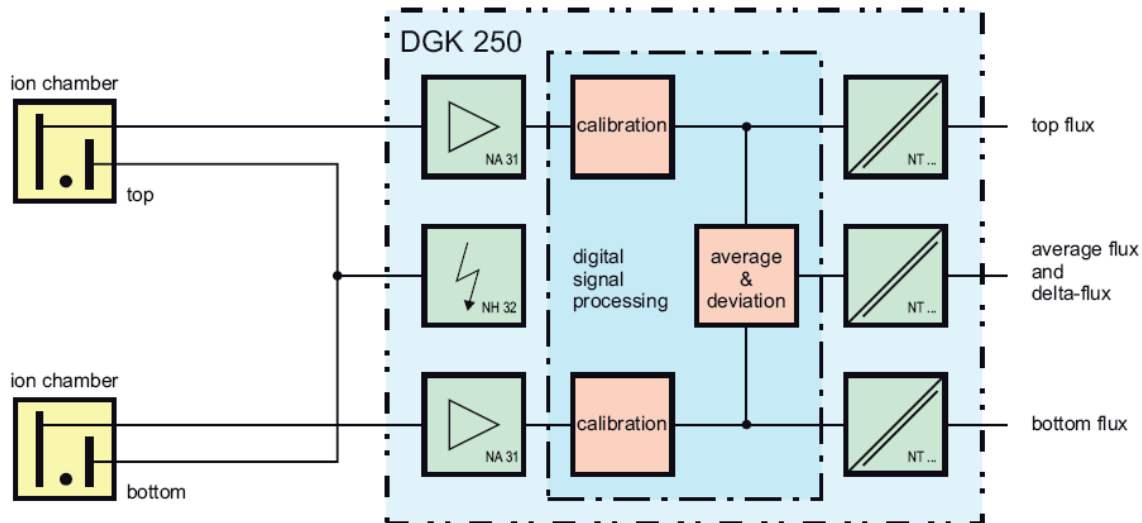 DGK 250
ion chamber
top
NA 31
calibration
NT ...
top flux
NH 32
digital
signal
processing
average
&
deviation
NT ...
average flux
and
delta-flux
ion chamber
bottom
NA 31
calibration
NT ...
bottom flux